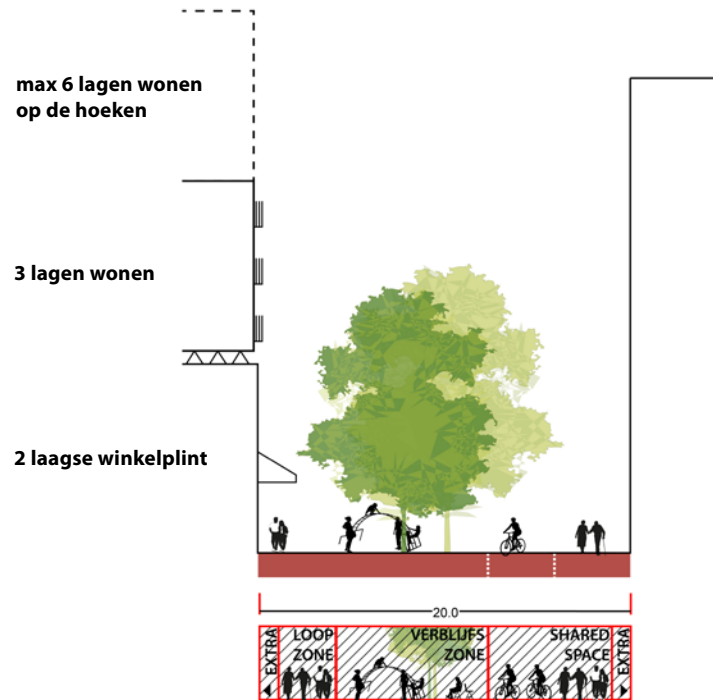 max 6 lagen wonen
op de hoeken
3 lagen wonen
2 laagse winkelplint
20.0
EXTRA
LOOP
ZONE
VERBLIJFS
ZONE
SHARED
SPACE
EXTRA